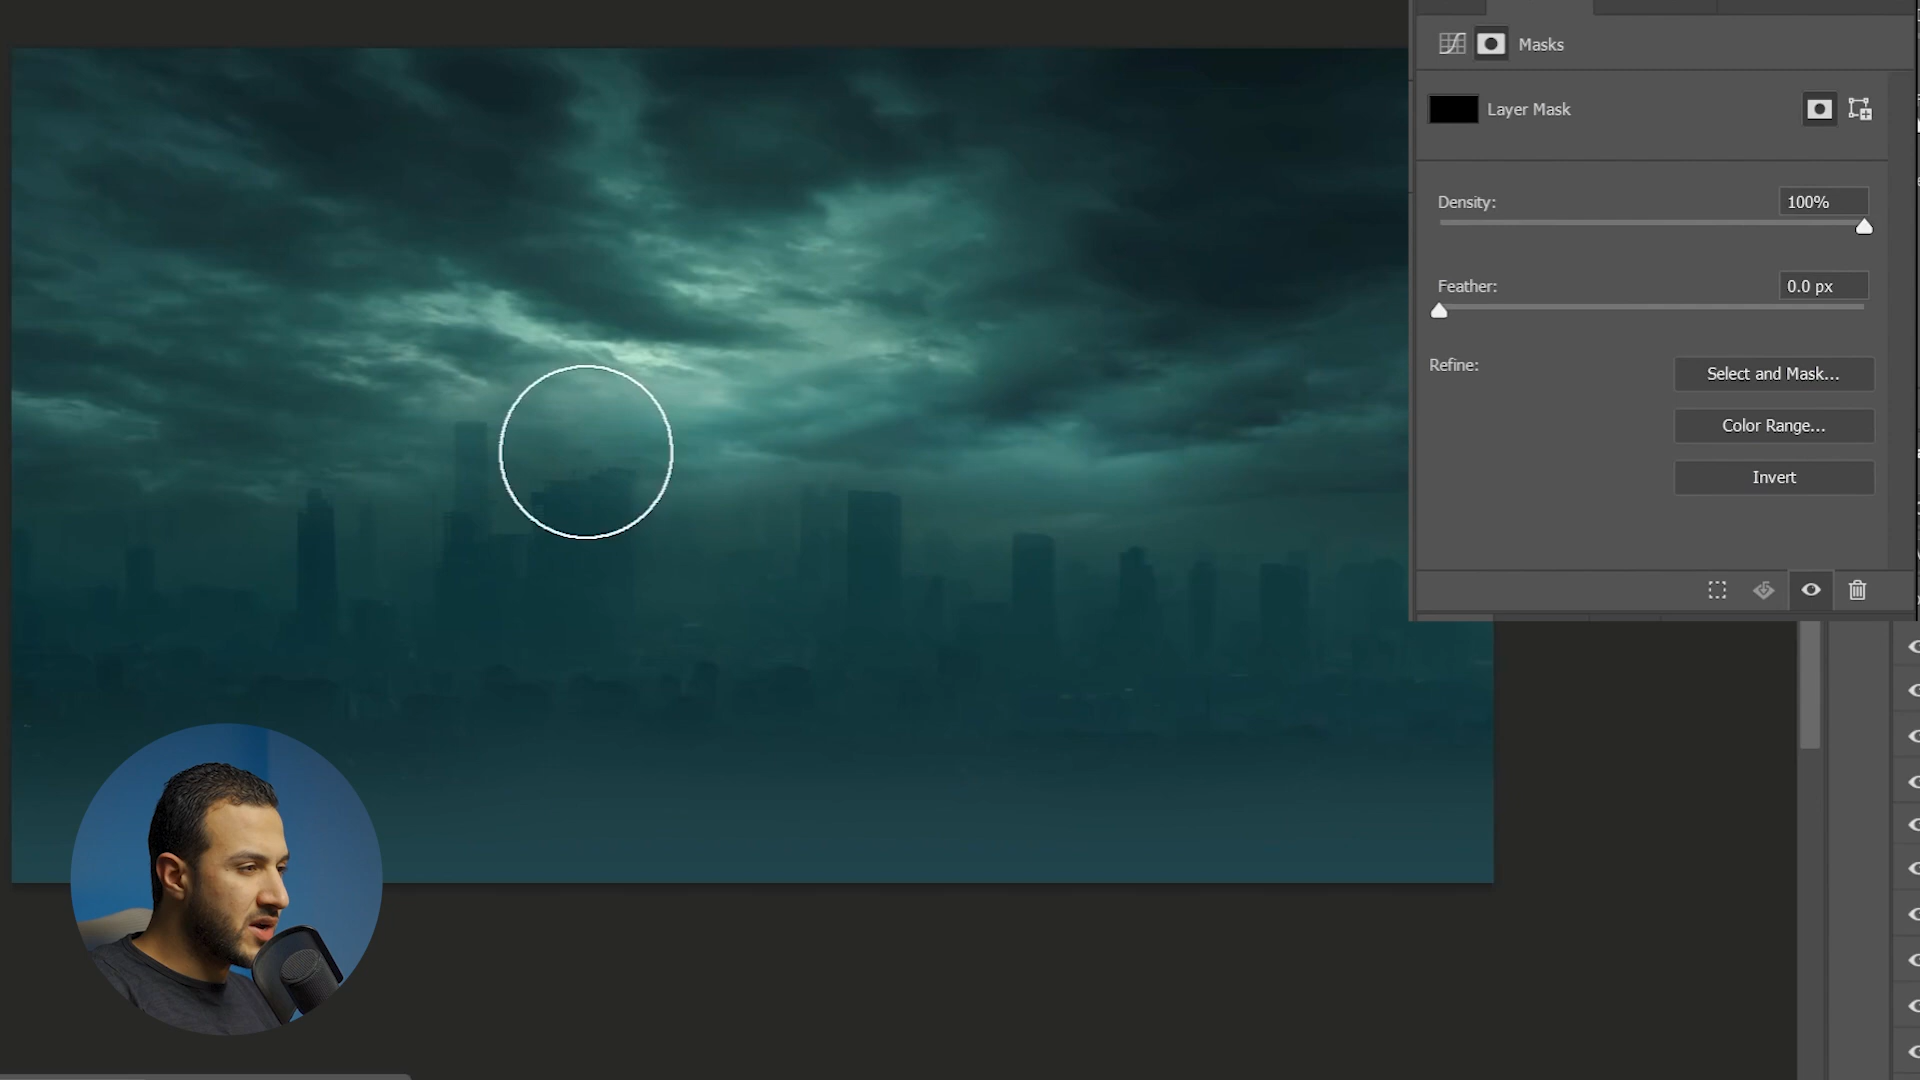 Masks
Layer Mask
Density:
100%
Feather:
0.0 px
Refine:
Select and Mask...
Color Range...
Invert